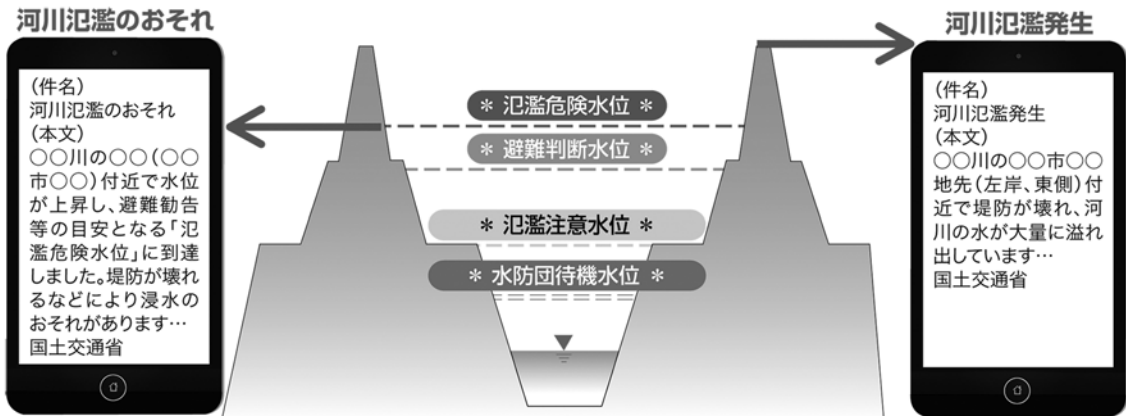 河川氾濫のおそれ
(件名)
河川氾濫のおそれ
(本文)
○○川の○○(○○
市○○)付近で水位
が上昇し、避難勧告
等の目安となる「氾
濫危険水位」に到達
しました。堤防が壊れ
るなどにより浸水の
おそれがあります…
国土交通省
＊ 氾濫危険水位 ＊
＊ 避難判断水位 ＊
＊ 氾濫注意水位 ＊
＊ 水防団待機水位 ＊
河川氾濫発生
(件名)
河川氾濫発生
(本文)
○○川の○○市○○
地先(左岸、東側)付
近で堤防が壊れ、河
川の水が大量に溢れ
出しています…
国土交通省